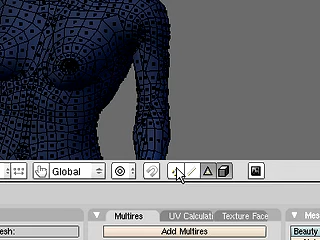 Global
Multires
UV Calculati
Texture Face
Mes
esh:
Add Multires
Beauty